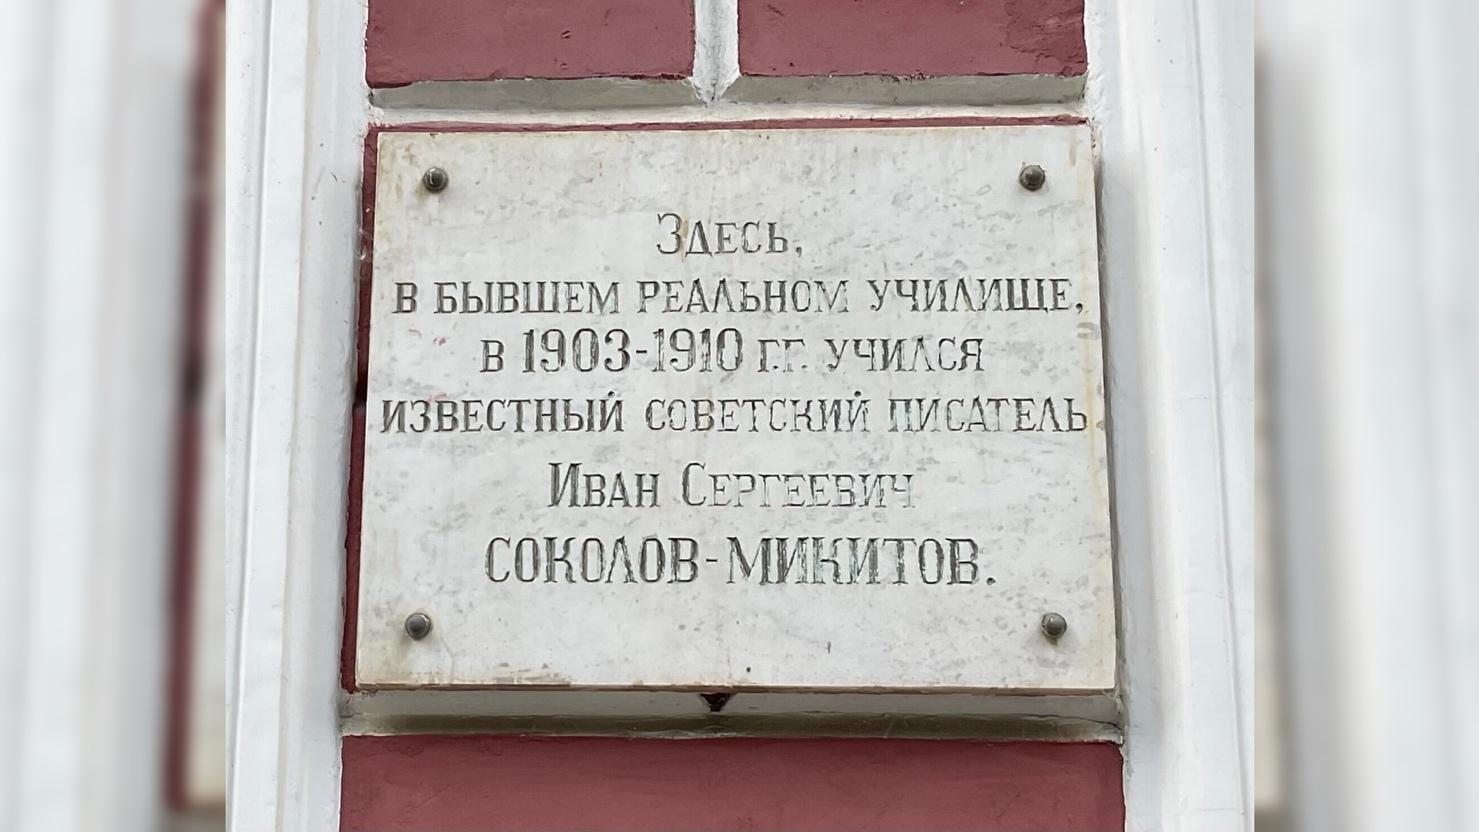 Здесь,
в бывшем реальном училище,
в 1903-1910 г.г. учился
известный советский писатель
Иван Сергеевич
СОКОЛОВ-МИКИТОВ.